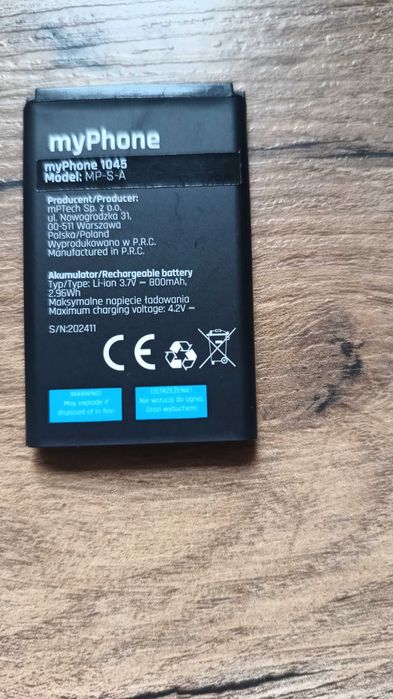 myPhone
myPhone 1045
Model: MP-S-A
Producent/Producer:
mPTech Sp. z o.o.
ul. Nowogrodzka 31,
00-511 Warszawa
Polska/Poland
Wyprodukowano w P.R.C.
Manufactured in P.R.C.
Akumulator/Rechargeable battery
Typ/Type: Li-ion 3.7V ⎓ 800mAh,
2.96Wh
Maksymalne napięcie ładowania
Maximum charging voltage: 4.2V ⎓
S/N:202411
CE
WARNING!
May explode if
disposed of in fire!
OSTRZEŻENIE!
Nie wrzucaj do ognia.
Grozi wybuchem!